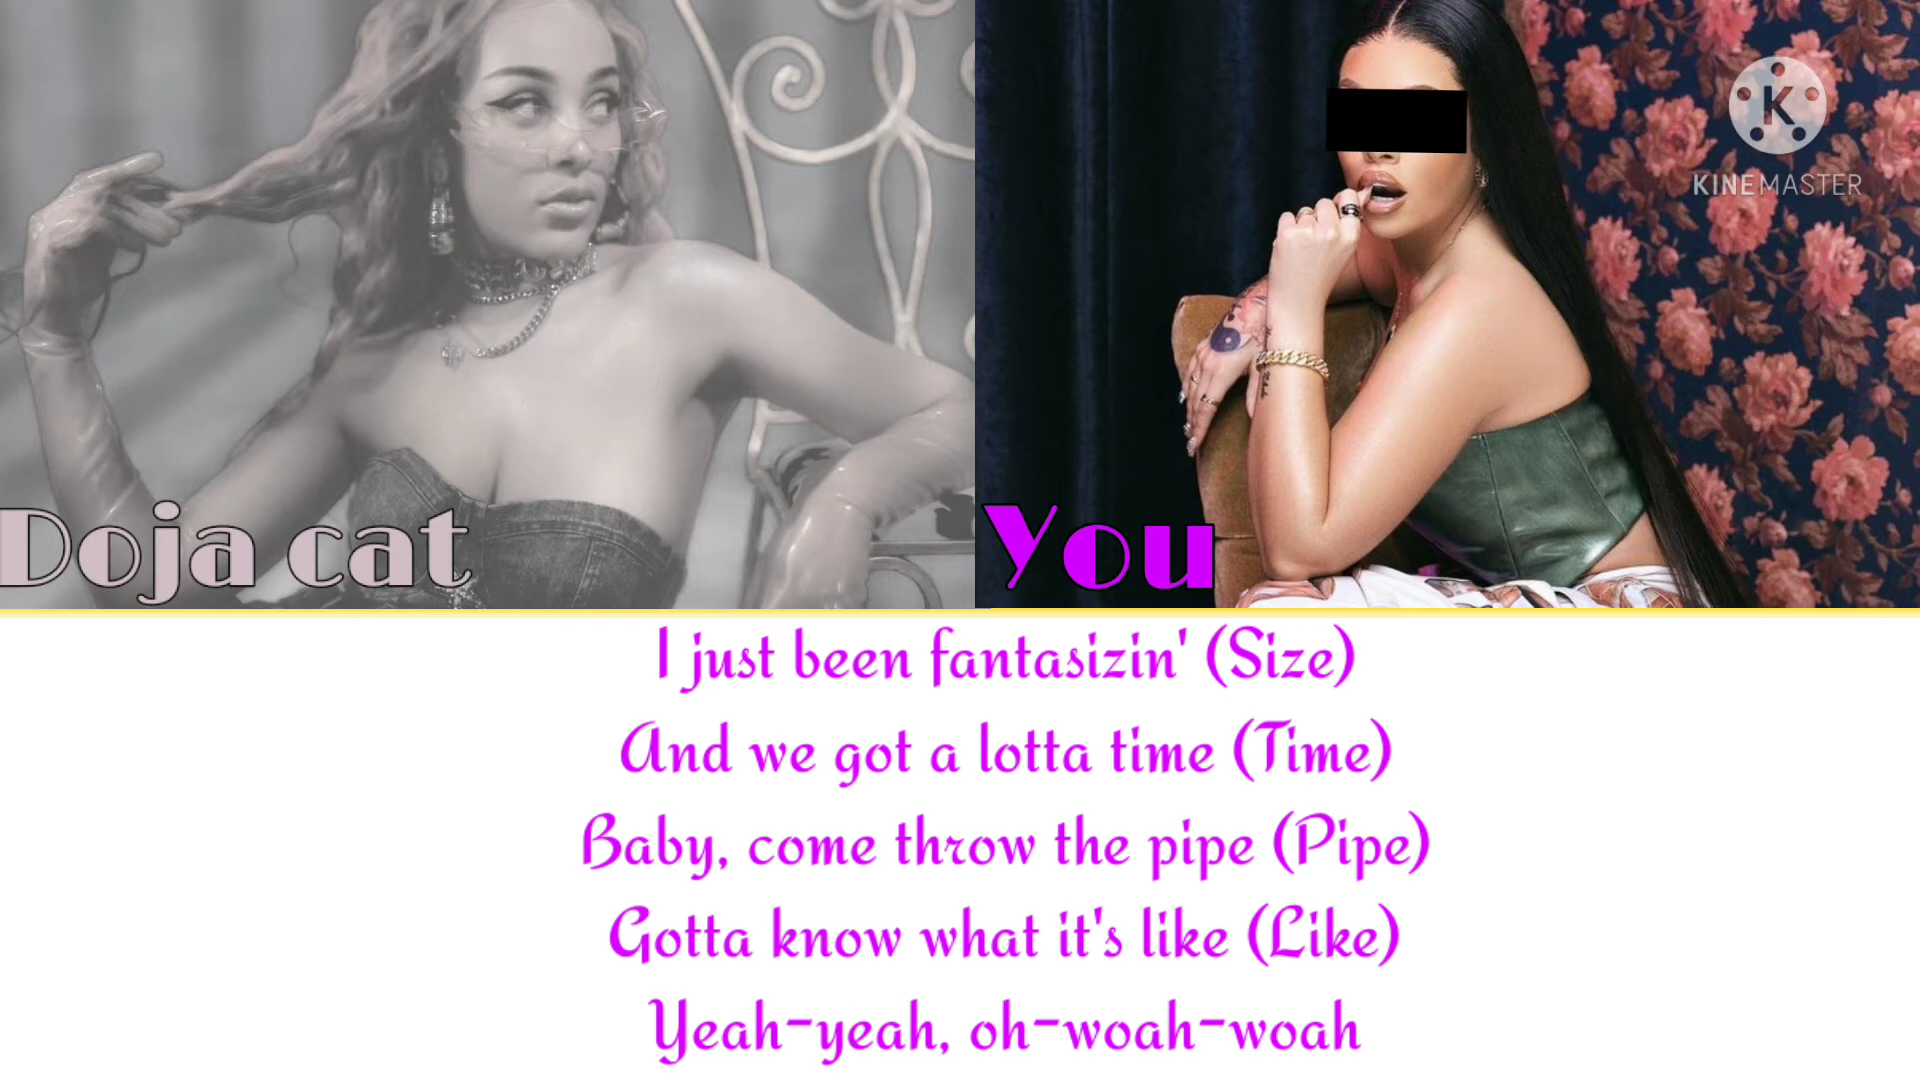 K
KINEMASTER
Doja cat
You
I just been fantasizin' (Size)
And we got a lotta time (Time)
Baby, come throw the pipe (Pipe)
Gotta know what it's like (Like)
Yeah-yeah, oh-woah-woah